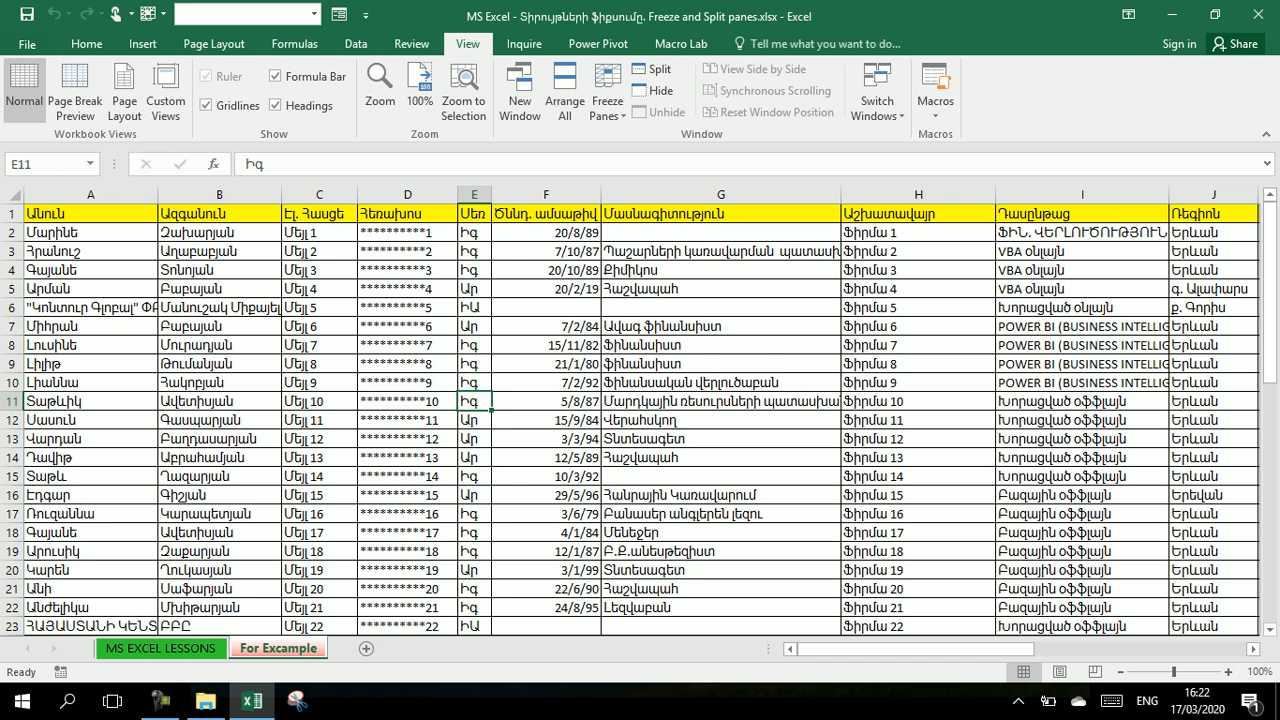 MS Excel - Տիրույթների ֆիքսումը. Freeze and Split panes.xlsx - Excel
File Home Insert Page Layout Formulas Data Review View Inquire Power Pivot Macro Lab Tell me what you want to do... Sign in Share
Normal Page Break Preview Page Layout Custom Views
Workbook Views
Ruler Formula Bar
Gridlines Headings
Show
Zoom 100% Zoom to Selection
Zoom
New Window Arrange All Freeze Panes
Split
Hide
Unhide
View Side by Side
Synchronous Scrolling
Reset Window Position
Window
Switch Windows
Macros
Macros
E11 fx Իգ
A B C D E F G H I J
1 Անուն Ազգանուն Էլ. Հասցե Հեռախոս Սեռ Ծննդ. ամսաթիվ Մասնագիտություն Աշխատավայր Դասընթաց Ռեգիոն
2 Մարինե Զախարյան Մեյլ 1 **********1 Իգ 20/8/89 Ֆիրմա 1 ՖԻՆ. ՎԵՐԼՈՒԾՈՒԹՅՈՒՆ Երևան
3 Հրանուշ Աղաբաբյան Մեյլ 2 **********2 Իգ 7/10/87 Պաշարների կառավարման պատասխ Ֆիրմա 2 VBA օնլայն Երևան
4 Գայանե Տոնոյան Մեյլ 3 **********3 Իգ 20/10/89 Քիմիկոս Ֆիրմա 3 VBA օնլայն Երևան
5 Արման Բաբայան Մեյլ 4 **********4 Ար 20/2/19 Հաշվապահ Ֆիրմա 4 VBA օնլայն գ. Ալափարս
6 "Կոնտուր Գլոբալ" ՓԲ Մանուշակ Միքայել Մեյլ 5 **********5 ԻԱ Ֆիրմա 5 Խորացված օնլայն ք. Գորիս
7 Միհրան Բաբայան Մեյլ 6 **********6 Ար 7/2/84 Ավագ ֆինանսիստ Ֆիրմա 6 POWER BI (BUSINESS INTELLIG Երևան
8 Լուսինե Մուրադյան Մեյլ 7 **********7 Իգ 15/11/82 Ֆինանսիստ Ֆիրմա 7 POWER BI (BUSINESS INTELLIG Երևան
9 Լիլիթ Թումանյան Մեյլ 8 **********8 Իգ 21/1/80 ֆինանսիստ Ֆիրմա 8 POWER BI (BUSINESS INTELLIG Երևան
10 Լիաննա Հակոբյան Մեյլ 9 **********9 Իգ 7/2/92 Ֆինանսական վերլուծաբան Ֆիրմա 9 POWER BI (BUSINESS INTELLIG Երևան
11 Տաթևիկ Ավետիսյան Մեյլ 10 **********10 Իգ 5/8/87 Մարդկային ռեսուրսների պատասխա Ֆիրմա 10 Խորացված օֆֆլայն Երևան
12 Սասուն Գասպարյան Մեյլ 11 **********11 Ար 15/9/84 Վերահսկող Ֆիրմա 11 Խորացված օֆֆլայն Երևան
13 Վարդան Բաղդասարյան Մեյլ 12 **********12 Ար 3/3/94 Տնտեսագետ Ֆիրմա 12 Խորացված օֆֆլայն Երևան
14 Դավիթ Աբրահամյան Մեյլ 13 **********13 Ար 12/5/89 Հաշվապահ Ֆիրմա 13 Խորացված օֆֆլայն Երևան
15 Տաթև Ղազարյան Մեյլ 14 **********14 Իգ 10/3/92 Ֆիրմա 14 Խորացված օֆֆլայն Երևան
16 Էդգար Գիշյան Մեյլ 15 **********15 Ար 29/5/96 Հանրային Կառավարում Ֆիրմա 15 Բազային օֆֆլայն Երեվան
17 Ռուզաննա Կարապետյան Մեյլ 16 **********16 Իգ 3/6/79 Բանասեր անգլերեն լեզու Ֆիրմա 16 Բազային օֆֆլայն Երևան
18 Գայանե Ավետիսյան Մեյլ 17 **********17 Իգ 4/1/84 Մենեջեր Ֆիրմա 17 Բազային օֆֆլայն Երևան
19 Արուսիկ Զաքարյան Մեյլ 18 **********18 Իգ 12/1/87 Բ.Ք.անեսթեզիստ Ֆիրմա 18 Բազային օֆֆլայն Երևան
20 Կարեն Ղուկասյան Մեյլ 19 **********19 Ար 3/1/99 Տնտեսագետ Ֆիրմա 19 Բազային օֆֆլայն Երևան
21 Անի Սաֆարյան Մեյլ 20 **********20 Իգ 22/6/90 Հաշվապահ Ֆիրմա 20 Բազային օֆֆլայն Երևան
22 Անժելիկա Մխիթարյան Մեյլ 21 **********21 Իգ 24/8/95 Լեզվաբան Ֆիրմա 21 Բազային օֆֆլայն Երևան
23 ՀԱՅԱՍՏԱՆԻ ԿԵՆՏ ԲԲԸ Մեյլ 22 **********22 ԻԱ Ֆիրմա 22 Խորացված օֆֆլայն Երևան
MS EXCEL LESSONS For Excample
Ready 100%
ENG 16:22
17/03/2020 1